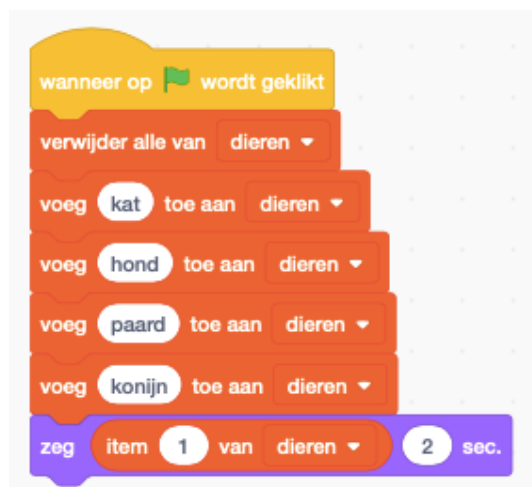 wanneer op wordt geklikt
verwijder alle van dieren
voeg kat toe aan dieren
voeg hond toe aan dieren
voeg paard toe aan dieren
voeg konijn toe aan dieren
zeg item 1 van dieren 2 sec.